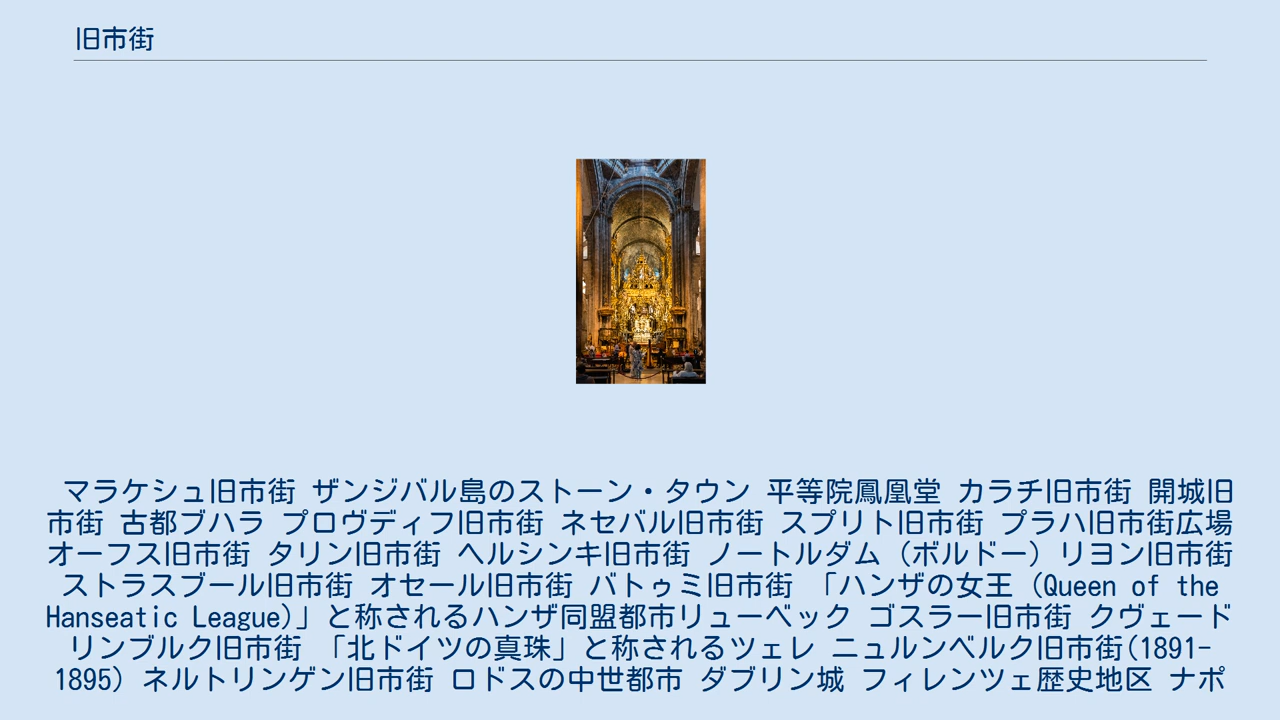 旧市街
マラケシュ旧市街 ザンジバル島のストーン・タウン 平等院鳳凰堂 カラチ旧市街 開城旧
市街 古都ブハラ プロヴディフ旧市街 ネセバル旧市街 スプリト旧市街 プラハ旧市街広場
オーフス旧市街 タリン旧市街 ヘルシンキ旧市街 ノートルダム (ボルドー) リヨン旧市街
ストラスブール旧市街 オセール旧市街 バトゥミ旧市街 「ハンザの女王 (Queen of the
Hanseatic League)」と称されるハンザ同盟都市リューベック ゴスラー旧市街 クヴェード
リンブルク旧市街 「北ドイツの真珠」と称されるツェレ ニュルンベルク旧市街(1891-
1895) ネルトリンゲン旧市街 ロドスの中世都市 ダブリン城 フィレンツェ歴史地区 ナポ